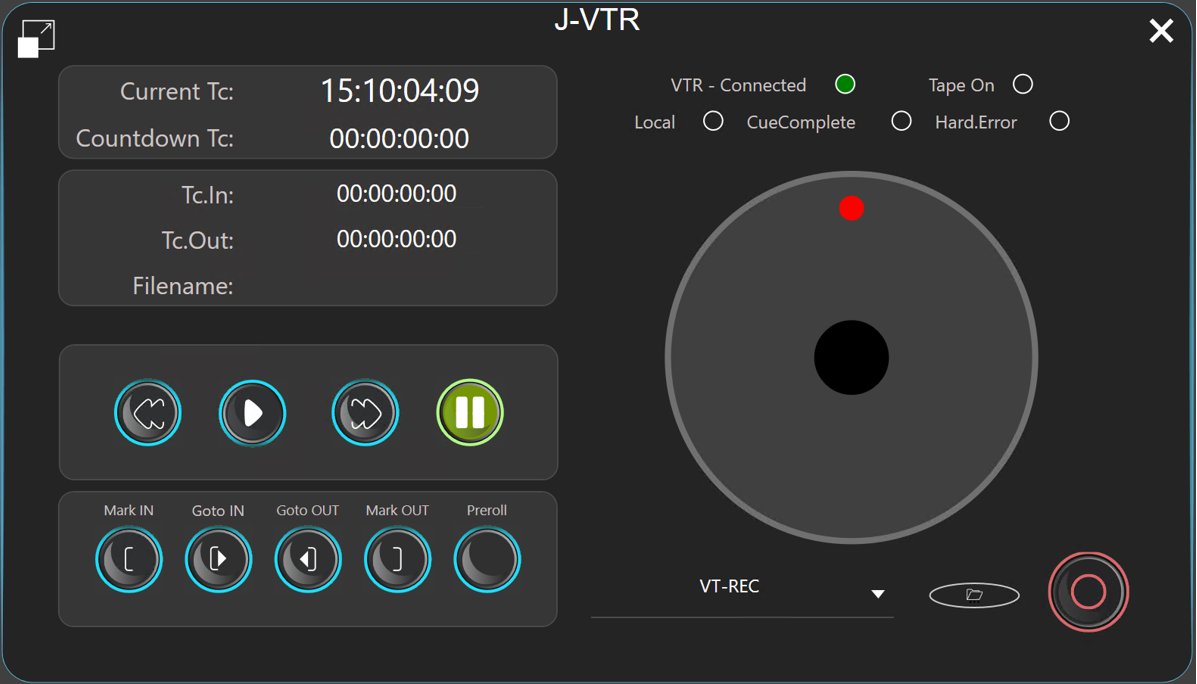 J-VTR
Current Tc: 15:10:04:09
Countdown Tc: 00:00:00:00
Tc.In: 00:00:00:00
Tc.Out: 00:00:00:00
Filename:
Mark IN Goto IN Goto OUT Mark OUT Preroll
VTR - Connected Tape On
Local CueComplete Hard.Error
VT-REC